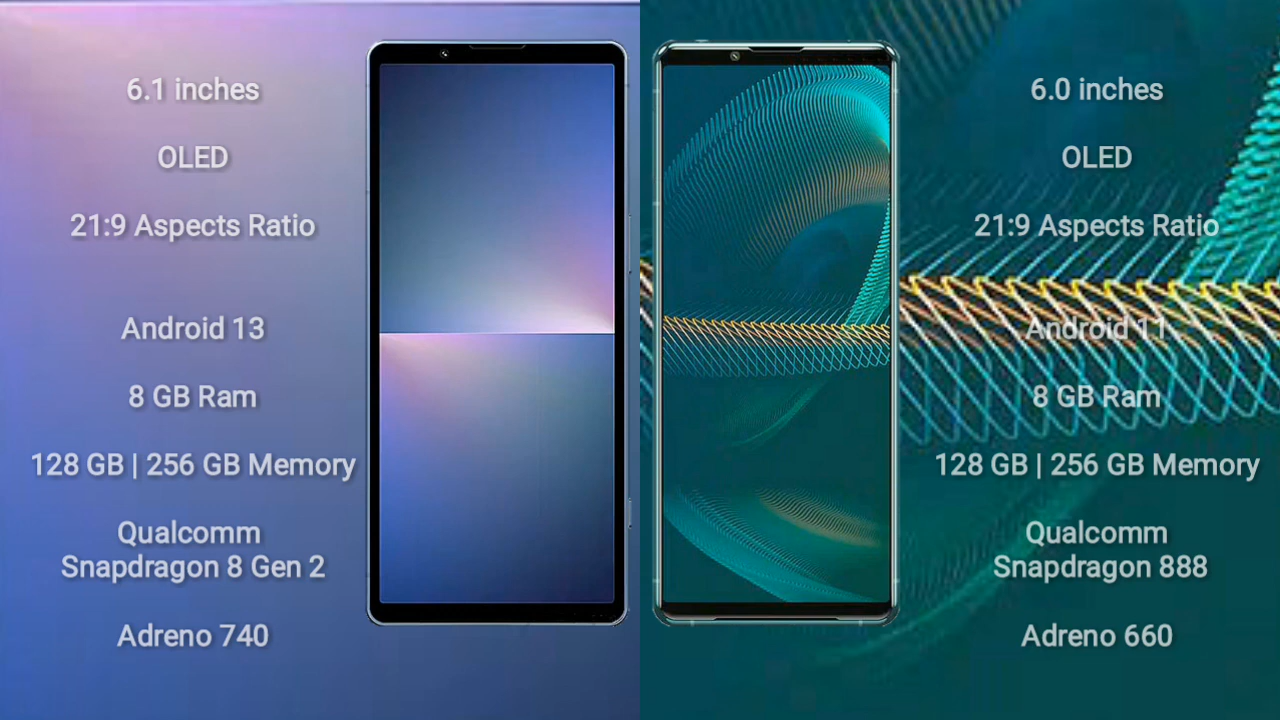 6.1 inches
OLED
21:9 Aspects Ratio
Android 13
8 GB Ram
128 GB | 256 GB Memory
Qualcomm
Snapdragon 8 Gen 2
Adreno 740
6.0 inches
OLED
21:9 Aspects Ratio
Android 11
8 GB Ram
128 GB | 256 GB Memory
Qualcomm
Snapdragon 888
Adreno 660